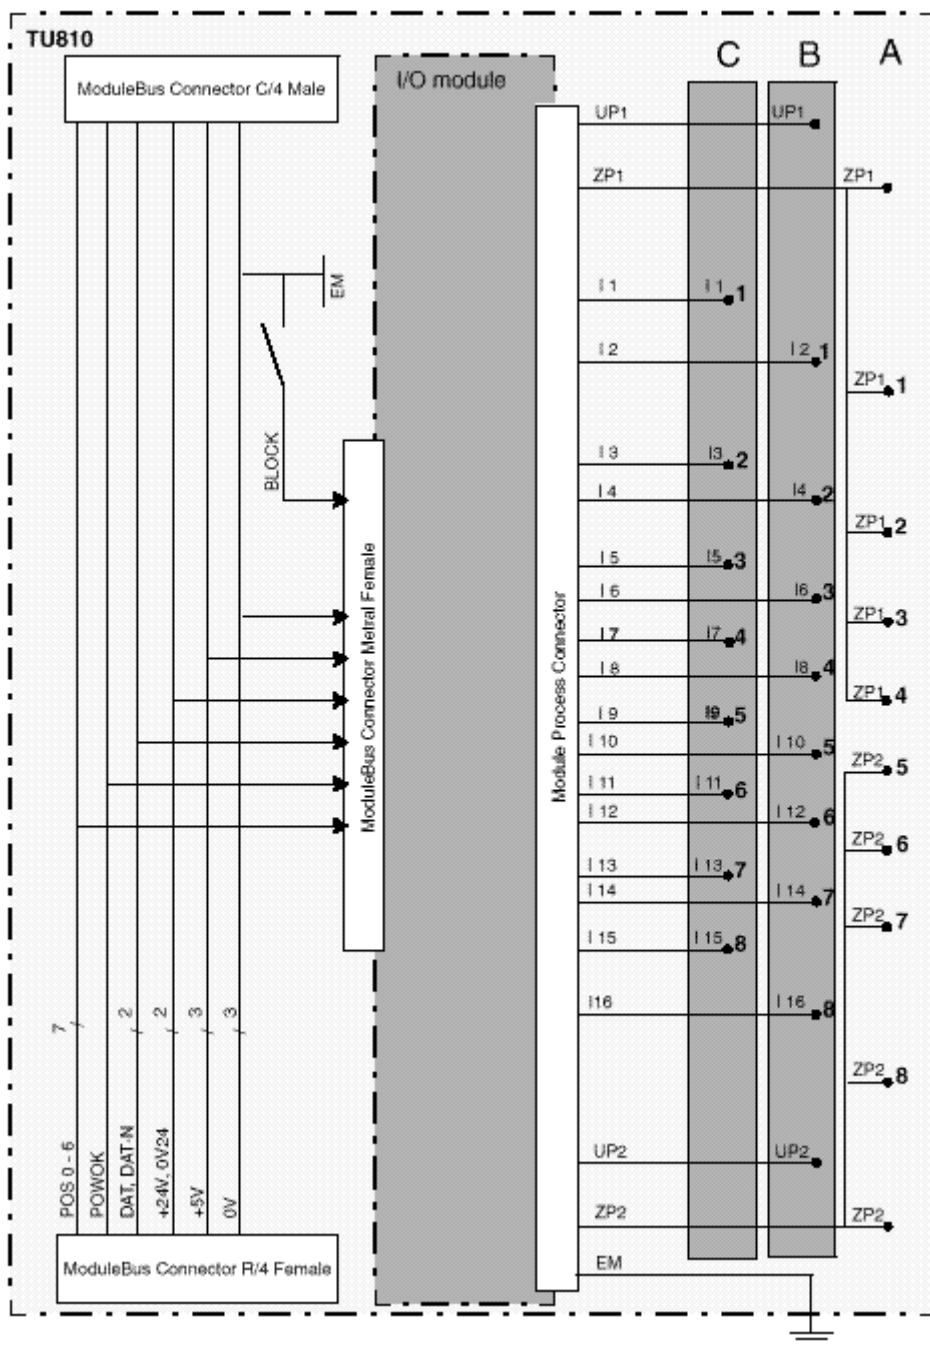 TU810
ModuleBus Connector C/4 Male
I/O module
C
B
A
UP1
UP1
ZP1
ZP1
EM
I 1
I 1 1
I 2
I 2 1
ZP1 1
BLOCK
I 3
I3 2
I 4
I4 2
ZP1 2
I 5
I5 3
I 6
I6 3
ZP1 3
I 7
I7 4
I 8
I8 4
ZP1 4
I 9
I9 5
I 10
I 10 5
ZP2 5
I 11
I 11 6
I 12
I 12 6
ZP2 6
I 13
I 13 7
I 14
I 14 7
ZP2 7
I 15
I 15 8
I16
I 16 8
ZP2 8
ModuleBus Connector Metral Female
Module Process Connector
7
2
2
3
3
POS 0 - 6
POWOK
DAT, DAT-N
+24V, 0V24
+5V
0V
UP2
UP2
ZP2
ZP2
EM
ModuleBus Connector R/4 Female